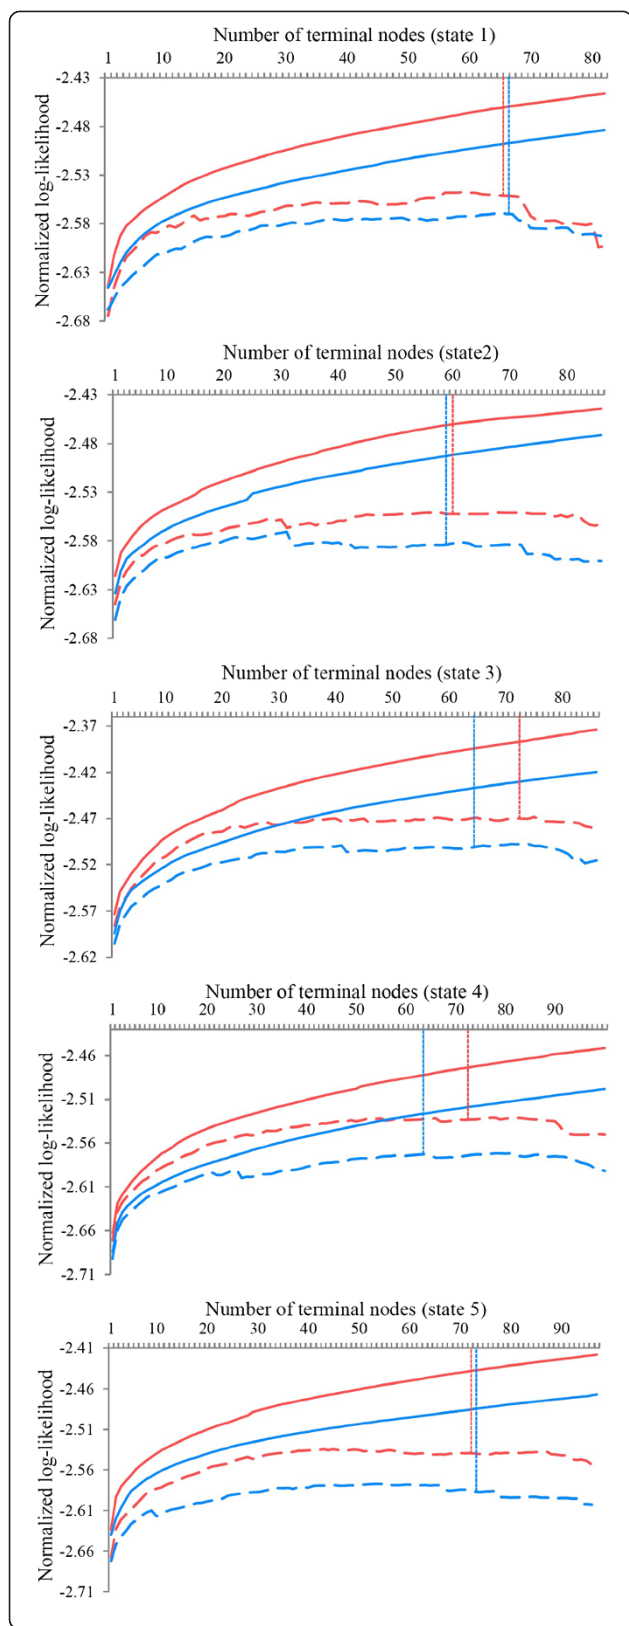 Number of terminal nodes (state 1)
1 10 20 30 40 50 60 70 80
-2.43
-2.48
-2.53
-2.58
-2.63
-2.68
Normalized log-likelihood
Number of terminal nodes (state2)
1 10 20 30 40 50 60 70 80
-2.43
-2.48
-2.53
-2.58
-2.63
-2.68
Normalized log-likelihood
Number of terminal nodes (state 3)
1 10 20 30 40 50 60 70 80
-2.37
-2.42
-2.47
-2.52
-2.57
-2.62
Normalized log-likelihood
Number of terminal nodes (state 4)
1 10 20 30 40 50 60 70 80 90
-2.46
-2.51
-2.56
-2.61
-2.66
-2.71
Normalized log-likelihood
Number of terminal nodes (state 5)
1 10 20 30 40 50 60 70 80 90
-2.41
-2.46
-2.51
-2.56
-2.61
-2.66
-2.71
Normalized log-likelihood